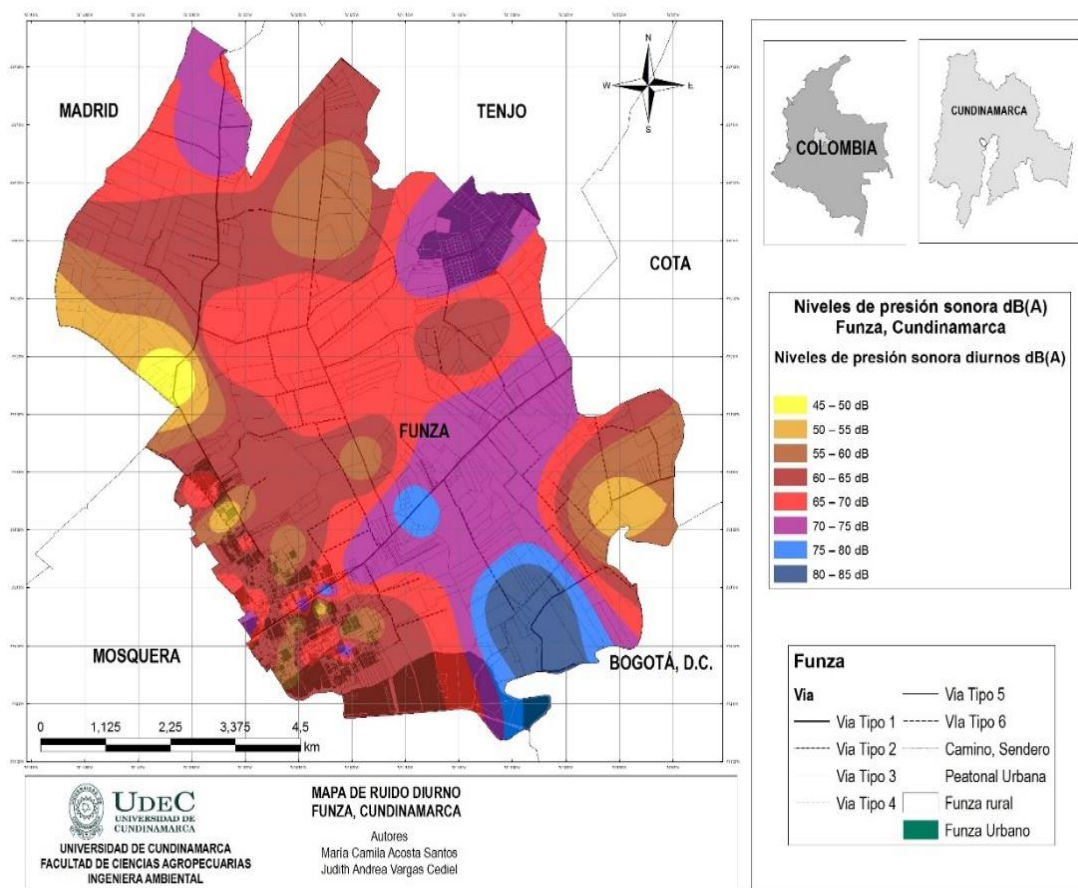 MADRID
TENJO
N
W
E
S
COTA
FUNZA
MOSQUERA
BOGOTÁ, D.C.
0 1,125 2,25 3,375 4,5
km
COLOMBIA
CUNDINAMARCA
Niveles de presión sonora dB(A)
Funza, Cundinamarca
Niveles de presión sonora diurnos dB(A)
45 – 50 dB
50 – 55 dB
55 – 60 dB
60 – 65 dB
65 – 70 dB
70 – 75 dB
75 – 80 dB
80 – 85 dB
Funza
Via
Via Tipo 1
Via Tipo 2
Via Tipo 3
Via Tipo 4
Via Tipo 5
VIa Tipo 6
Camino, Sendero
Peatonal Urbana
Funza rural
Funza Urbano
UDEC
UNIVERSIDAD DE
CUNDINAMARCA
UNIVERSIDAD DE CUNDINAMARCA
FACULTAD DE CIENCIAS AGROPECUARIAS
INGENIERA AMBIENTAL
MAPA DE RUIDO DIURNO
FUNZA, CUNDINAMARCA
Autores
María Camila Acosta Santos
Judith Andrea Vargas Cediel